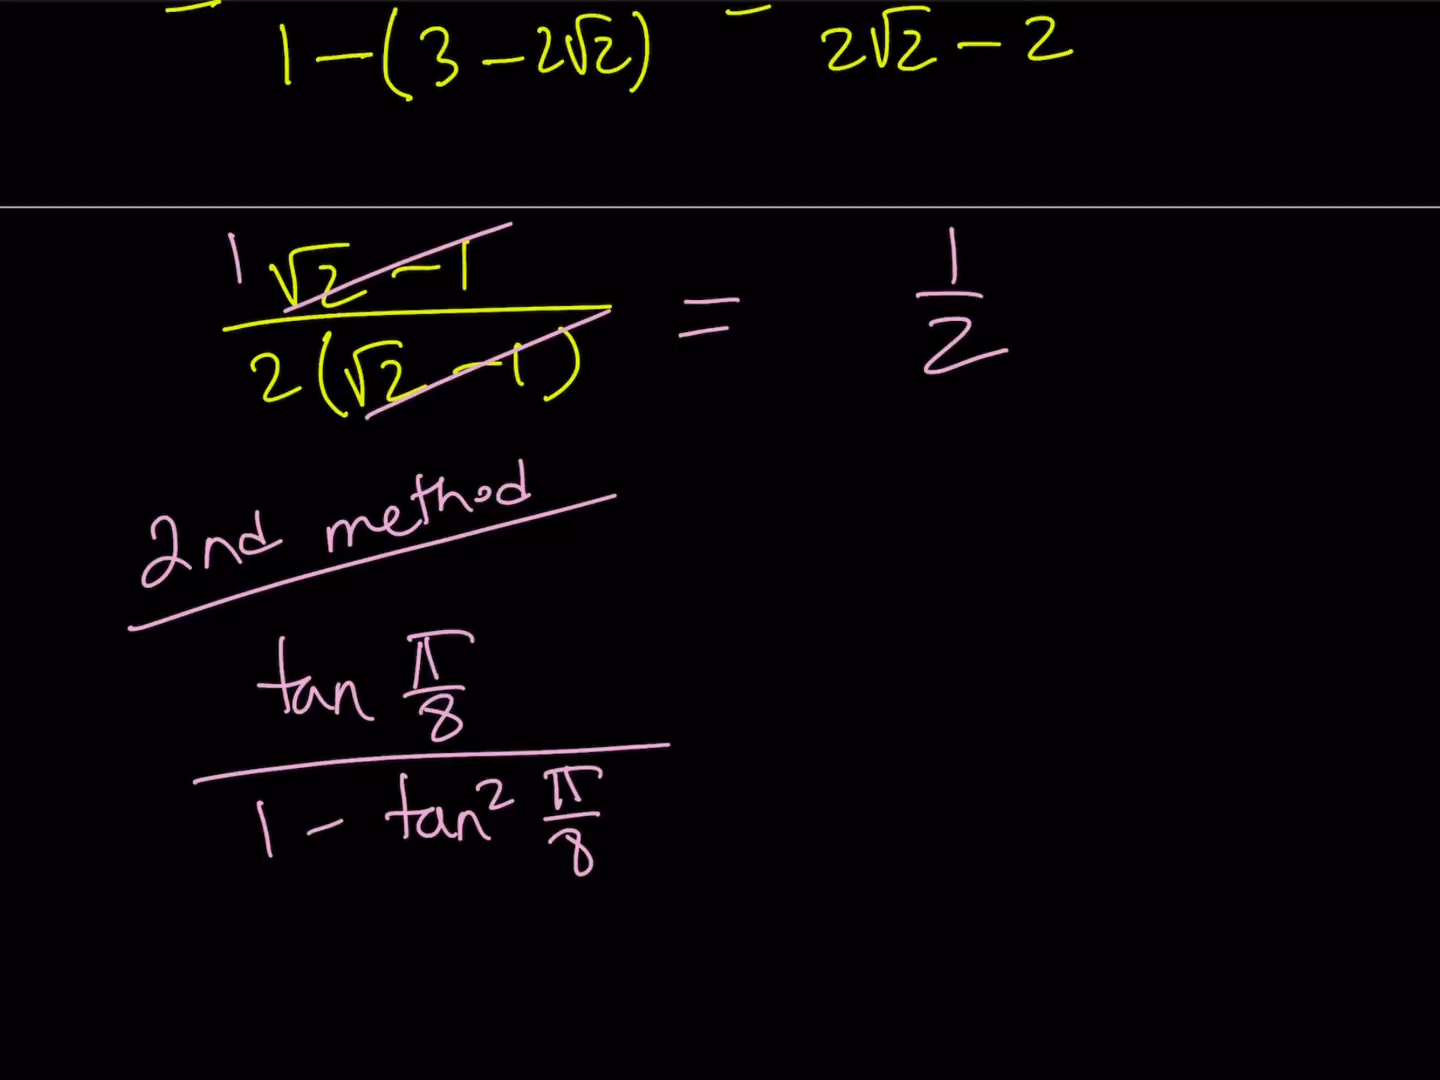 = 1 - (3 - 2√2) = 2√2 - 2
1 √2 - 1 / 2(√2 - 1) = 1/2
2nd method
tan π/8
1 - tan² π/8